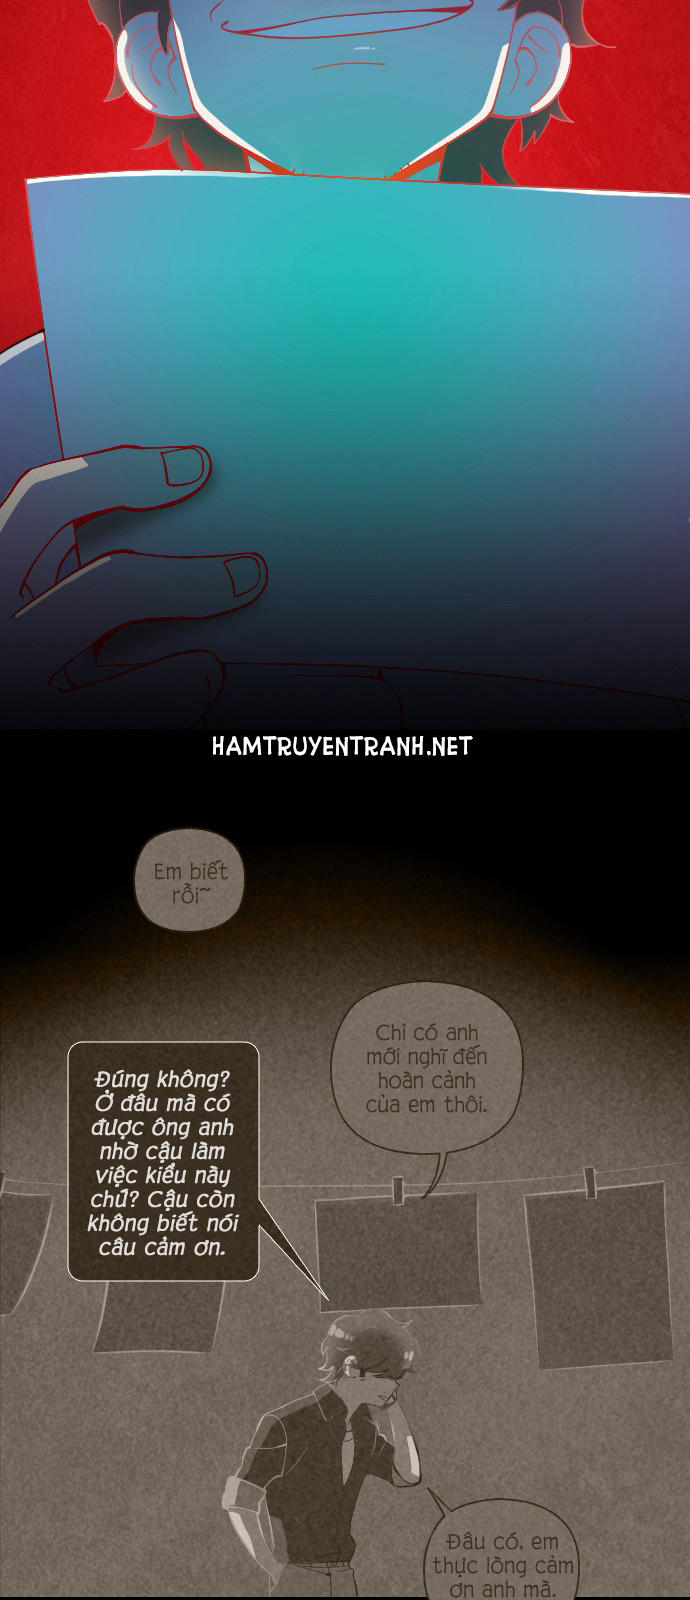 HAMTRUYENTRANH.NET
Em biết
rồi~
Chỉ có anh
mới nghĩ đến
hoàn cảnh
của em thôi.
Đúng không?
Ở đâu mà có
được ông anh
nhờ cậu làm
việc kiểu này
chứ? Cậu còn
không biết nói
câu cảm ơn.
Đâu có, em
thực lòng cảm
ơn anh mà.